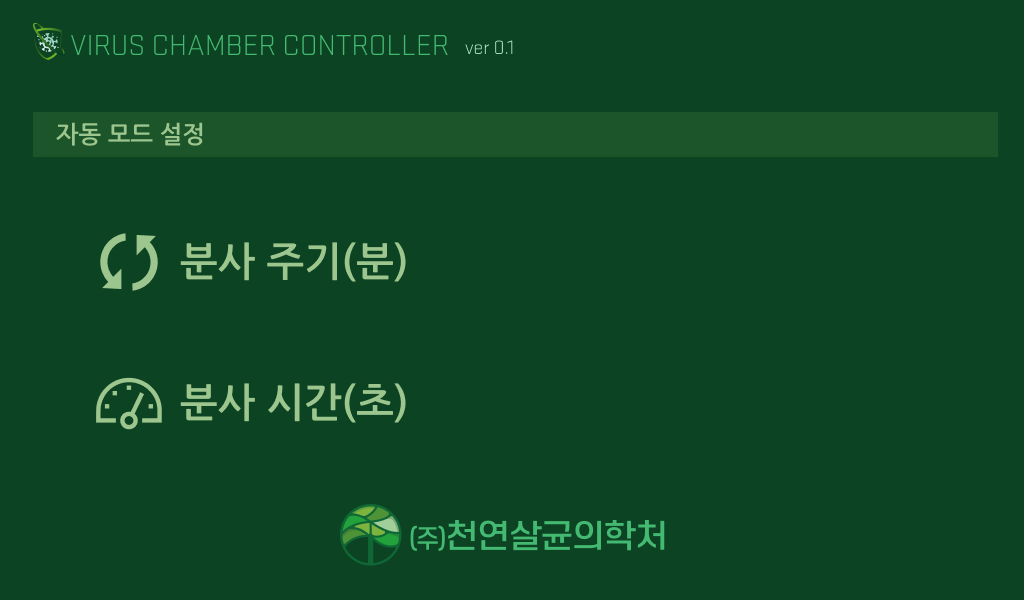 VIRUS CHAMBER CONTROLLER ver 0.1
자동 모드 설정
분사 주기(분)
분사 시간(초)
(주)천연살균의학처